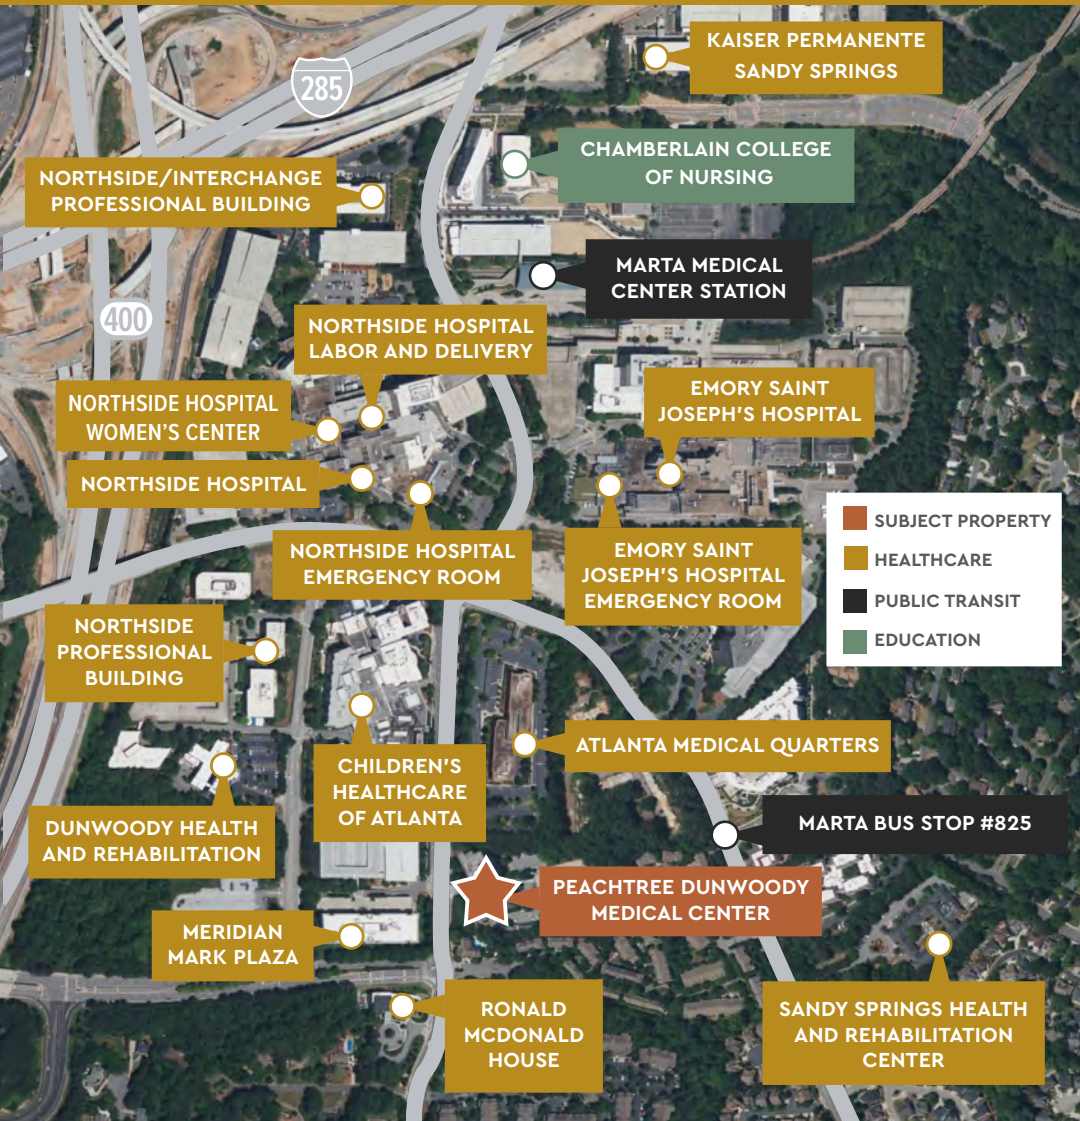 KAISER PERMANENTE
SANDY SPRINGS
285
CHAMBERLAIN COLLEGE
OF NURSING
NORTHSIDE/INTERCHANGE
PROFESSIONAL BUILDING
MARTA MEDICAL
CENTER STATION
400
NORTHSIDE HOSPITAL
LABOR AND DELIVERY
NORTHSIDE HOSPITAL
WOMEN'S CENTER
EMORY SAINT
JOSEPH'S HOSPITAL
NORTHSIDE HOSPITAL
NORTHSIDE HOSPITAL
EMERGENCY ROOM
EMORY SAINT
JOSEPH'S HOSPITAL
EMERGENCY ROOM
SUBJECT PROPERTY
HEALTHCARE
PUBLIC TRANSIT
EDUCATION
NORTHSIDE
PROFESSIONAL
BUILDING
ATLANTA MEDICAL QUARTERS
CHILDREN'S
HEALTHCARE
OF ATLANTA
DUNWOODY HEALTH
AND REHABILITATION
MARTA BUS STOP #825
PEACHTREE DUNWOODY
MEDICAL CENTER
MERIDIAN
MARK PLAZA
RONALD
MCDONALD
HOUSE
SANDY SPRINGS HEALTH
AND REHABILITATION
CENTER